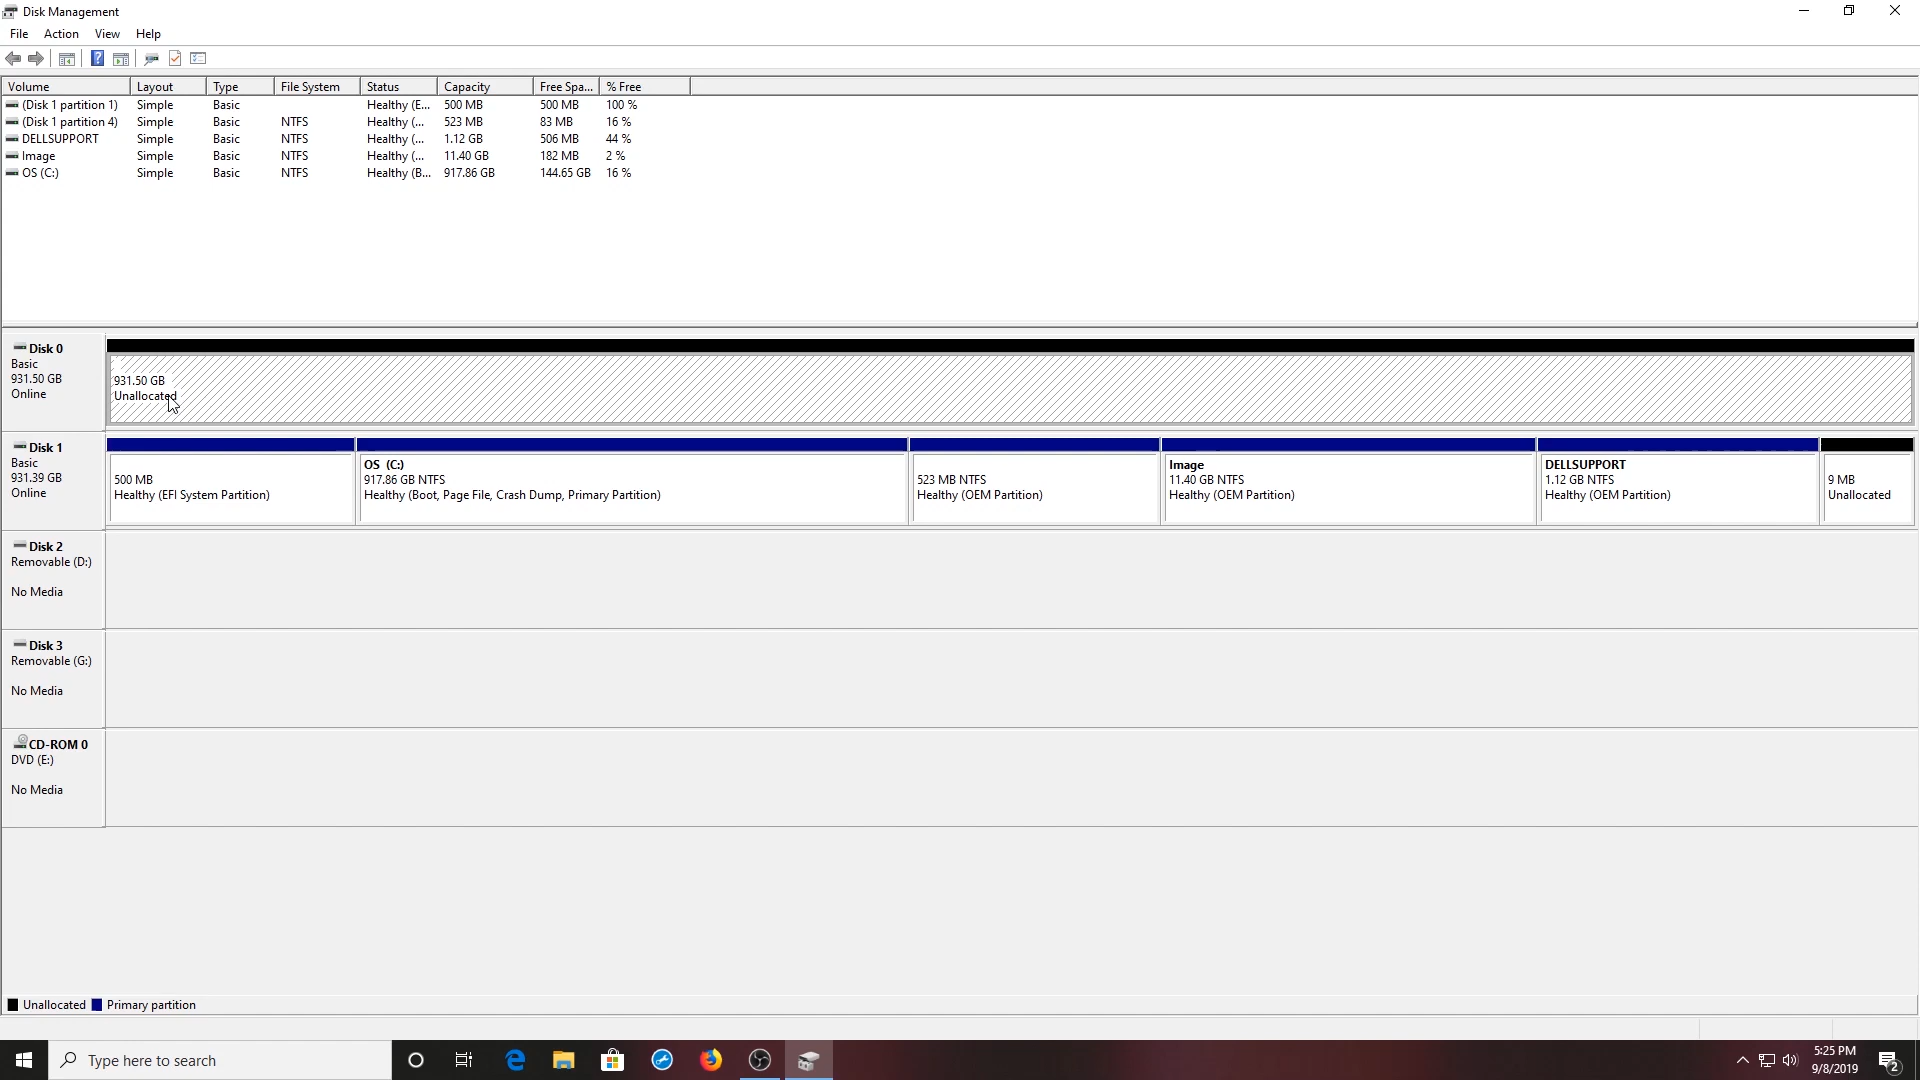 Disk Management
File Action View Help
Volume Layout Type File System Status Capacity Free Spa... % Free
(Disk 1 partition 1) Simple Basic Healthy (E... 500 MB 500 MB 100 %
(Disk 1 partition 4) Simple Basic NTFS Healthy (... 523 MB 83 MB 16 %
DELLSUPPORT Simple Basic NTFS Healthy (... 1.12 GB 506 MB 44 %
Image Simple Basic NTFS Healthy (... 11.40 GB 182 MB 2 %
OS (C:) Simple Basic NTFS Healthy (B... 917.86 GB 144.65 GB 16 %
Disk 0
Basic
931.50 GB
Online
931.50 GB
Unallocated
Disk 1
Basic
931.39 GB
Online
500 MB
Healthy (EFI System Partition)
OS (C:)
917.86 GB NTFS
Healthy (Boot, Page File, Crash Dump, Primary Partition)
523 MB NTFS
Healthy (OEM Partition)
Image
11.40 GB NTFS
Healthy (OEM Partition)
DELLSUPPORT
1.12 GB NTFS
Healthy (OEM Partition)
9 MB
Unallocated
Disk 2
Removable (D:)
No Media
Disk 3
Removable (G:)
No Media
CD-ROM 0
DVD (E:)
No Media
Unallocated Primary partition
Type here to search
5:25 PM
9/8/2019
2